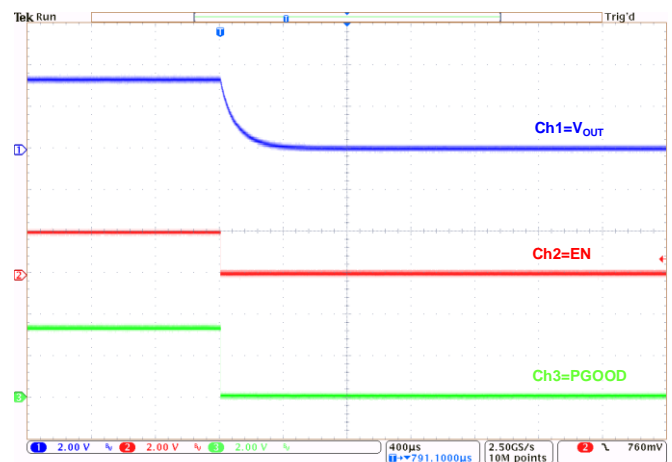 Tek Run
Trig'd
T
T
1
Ch1=VOUT
Ch2=EN
2
Ch3=PGOOD
3
1 2.00 V 2 2.00 V 3 2.00 V
400µs
T→▼791.1000µs
2.50GS/s
10M points
2 760mV